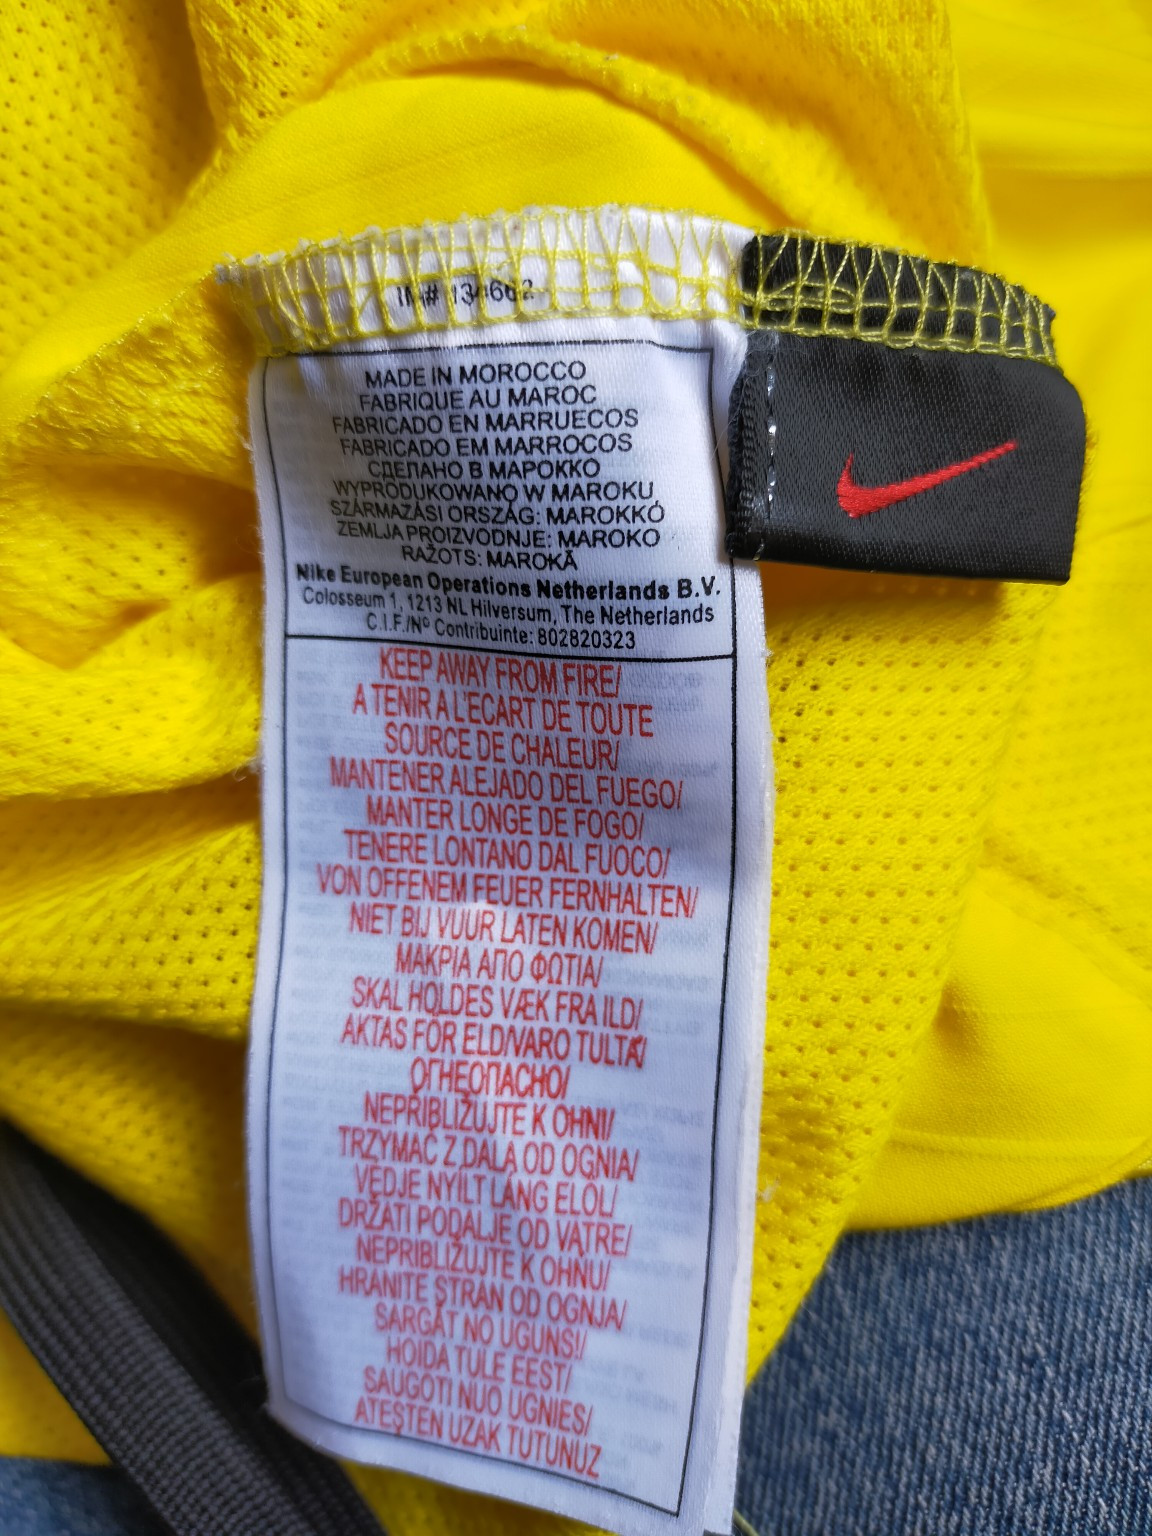 MADE IN MOROCCO
FABRIQUE AU MAROC
FABRICADO EN MARRUECOS
FABRICADO EM MARROCOS
СДЕЛАНО В МАРОККО
WYPRODUKOWANO W MAROKU
SZÁRMAZÁSI ORSZÁG: MAROKKÓ
ZEMLJA PROIZVODNJE: MAROKO
RAŽOTS: MAROKĀ
Nike European Operations Netherlands B.V.
Colosseum 1, 1213 NL Hilversum, The Netherlands
C.I.F./Nº Contribuinte: 802820323
KEEP AWAY FROM FIRE/
A TENIR A L'ECART DE TOUTE
SOURCE DE CHALEUR/
MANTENER ALEJADO DEL FUEGO/
MANTER LONGE DE FOGO/
TENERE LONTANO DAL FUOCO/
VON OFFENEM FEUER FERNHALTEN/
NIET BIJ VUUR LATEN KOMEN/
ΜΑΚΡΙΑ ΑΠΟ ΦΩΤΙΑ/
SKAL HOLDES VÆK FRA ILD/
AKTAS FÖR ELD/VARO TULTA/
ОГНЕОПАСНО/
NEPŘIBLIŽUJTE K OHNI/
TRZYMAĆ Z DALA OD OGNIA/
VÉDJE NYÍLT LÁNG ELÖL/
DRŽATI PODALJE OD VATRE/
NEPRIBLIŽUJTE K OHŇU/
HRANITE STRAN OD OGNJA/
SARGĀT NO UGUNS!/
HOIDA TULE EEST/
SAUGOTI NUO UGNIES/
ATEŞTEN UZAK TUTUNUZ